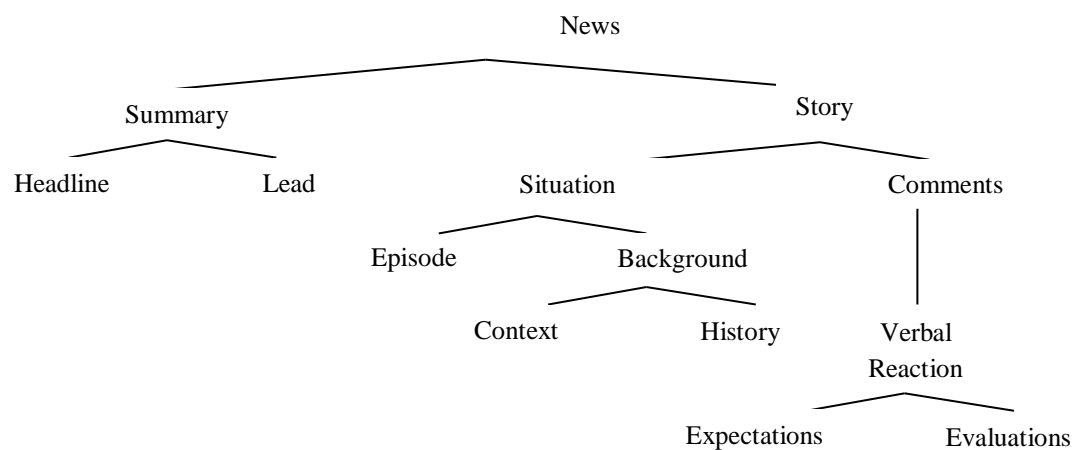 News
Summary
Story
Headline
Lead
Situation
Comments
Episode
Background
Context
History
Verbal
Reaction
Expectations
Evaluations